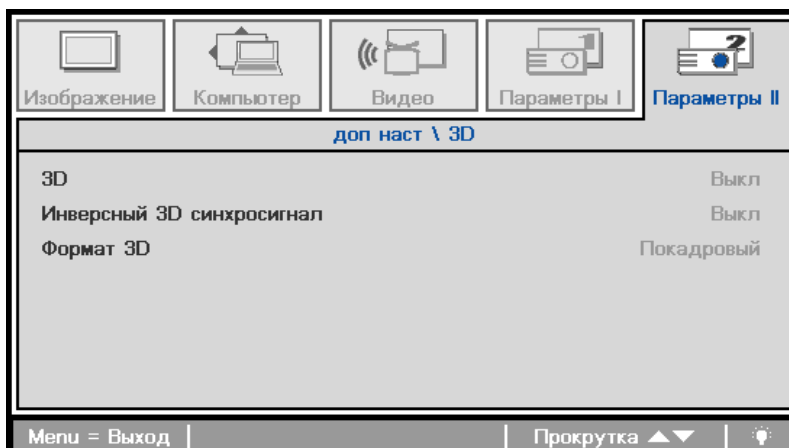 Изображение Компьютер Видео Параметры I Параметры II
доп наст \ 3D
3D Выкл
Инверсный 3D синхросигнал Выкл
Формат 3D Покадровый
Menu = Выход Прокрутка ▲▼